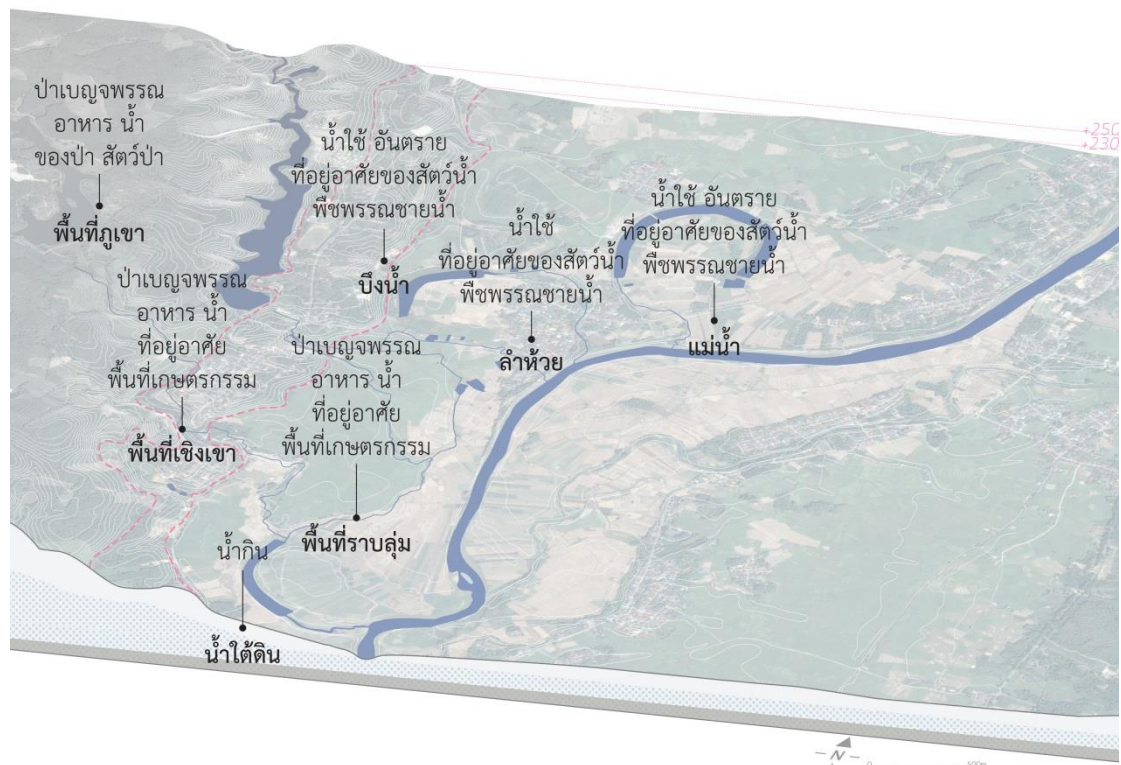 ป่าเบญจพรรณ
อาหาร น้ำ
ของป่า สัตว์ป่า
พื้นที่ภูเขา
น้ำใช้ อันตราย
ที่อยู่อาศัยของสัตว์น้ำ
พืชพรรณชายน้ำ
บึงน้ำ
น้ำใช้
ที่อยู่อาศัยของสัตว์น้ำ
พืชพรรณชายน้ำ
ลำห้วย
น้ำใช้ อันตราย
ที่อยู่อาศัยของสัตว์น้ำ
พืชพรรณชายน้ำ
แม่น้ำ
+250
+230
ป่าเบญจพรรณ
อาหาร น้ำ
ที่อยู่อาศัย
พื้นที่เกษตรกรรม
พื้นที่เชิงเขา
ป่าเบญจพรรณ
อาหาร น้ำ
ที่อยู่อาศัย
พื้นที่เกษตรกรรม
พื้นที่ราบลุ่ม
น้ำกิน
น้ำใต้ดิน
N
0 500m